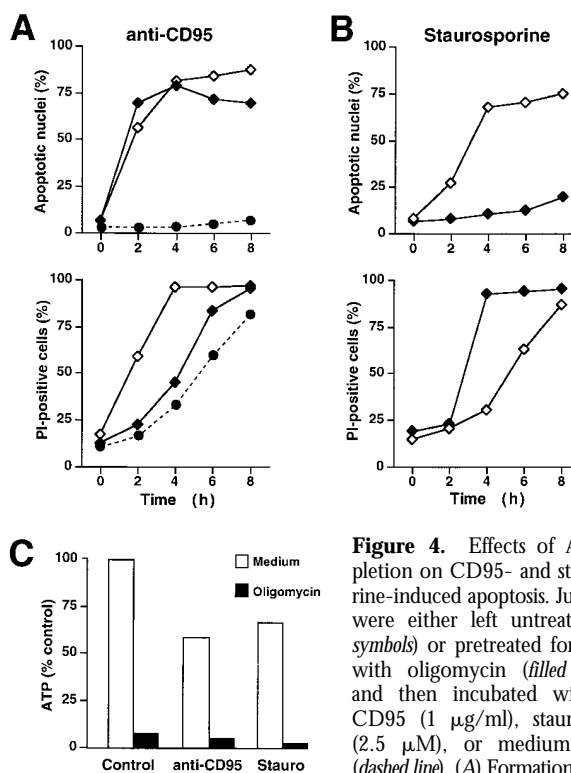 A
anti-CD95
B
Staurosporine
Apoptotic nuclei (%)
100
75
50
25
0
0 2 4 6 8
Apoptotic nuclei (%)
100
75
50
25
0
0 2 4 6 8
PI-positive cells (%)
100
75
50
25
0
0 2 4 6 8
Time (h)
PI-positive cells (%)
100
75
50
25
0
0 2 4 6 8
Time (h)
C
ATP (% control)
100
75
50
25
0
Medium
Oligomycin
Control anti-CD95 Stauro
Figure 4. Effects of A
pletion on CD95- and st
rine-induced apoptosis. Ju
were either left untreat
symbols) or pretreated for
with oligomycin (filled
and then incubated wi
CD95 (1 μg/ml), staur
(2.5 μM), or medium
(dashed line). (A) Formation